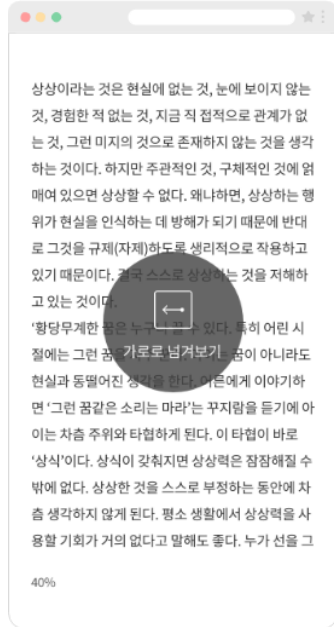 상상이라는 것은 현실에 없는 것, 눈에 보이지 않는
것, 경험한 적 없는 것, 지금 직 접적으로 관계가 없
는 것, 그런 미지의 것으로 존재하지 않는 것을 생각
하는 것이다. 하지만 주관적인 것, 구체적인 것에 얽
매여 있으면 상상할 수 없다. 왜냐하면, 상상하는 행
위가 현실을 인식하는 데 방해가 되기 때문에 반대
로 그것을 규제(자제)하도록 생리적으로 작용하고
있기 때문이다. 결국 스스로 상상하는 것을 저해하
고 있는 것이다.
‘황당무계한 꿈은 누구나 꿀 수 있다. 특히 어린 시
절에는 그런 꿈을 꿈이 아니라도
가로로 넘겨보기
현실과 동떨어진 생각을 한다. 어른에게 이야기하
면 ‘그런 꿈같은 소리는 마라’는 꾸지람을 듣기에 아
이는 차츰 주위와 타협하게 된다. 이 타협이 바로
‘상식’이다. 상식이 갖춰지면 상상력은 잠잠해질 수
밖에 없다. 상상한 것을 스스로 부정하는 동안에 차
츰 생각하지 않게 된다. 평소 생활에서 상상력을 사
용할 기회가 거의 없다고 말해도 좋다. 누가 선을 그
40%